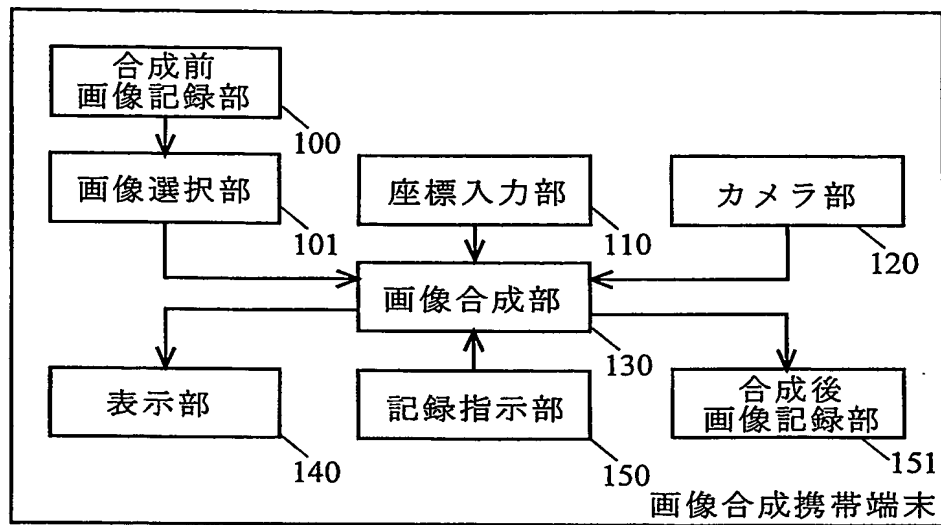 合成前
画像記録部
100
画像選択部
101
座標入力部
110
カメラ部
120
画像合成部
130
表示部
140
記録指示部
150
合成後
画像記録部
151
画像合成携帯端末